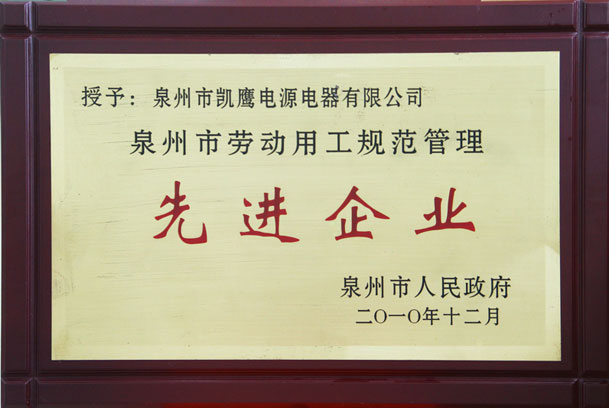 授予：泉州市凯鹰电源电器有限公司
泉州市劳动用工规范管理
先进企业
泉州市人民政府
二〇一〇年十二月